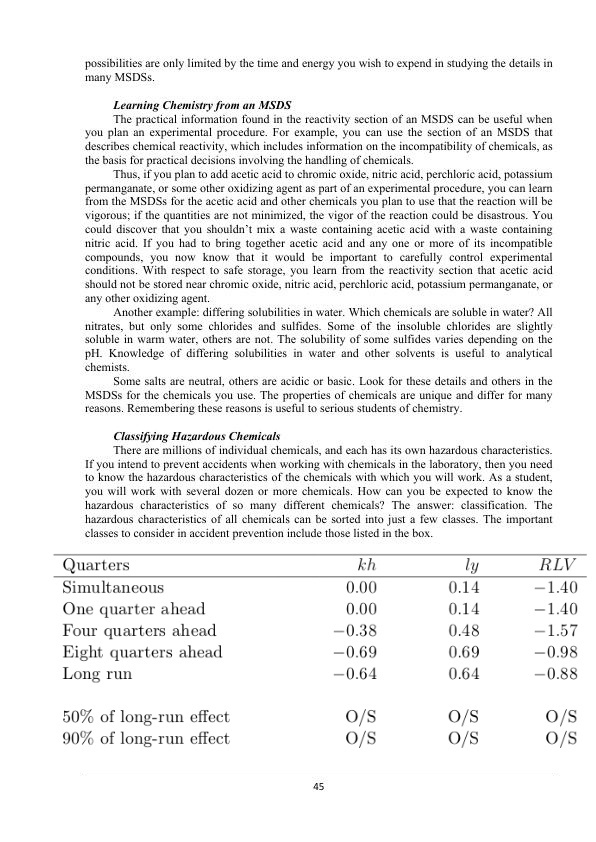 possibilities are only limited by the time and energy you wish to expend in studying the details in
many MSDSs.
Learning Chemistry from an MSDS
The practical information found in the reactivity section of an MSDS can be useful when
you plan an experimental procedure. For example, you can use the section of an MSDS that
describes chemical reactivity, which includes information on the incompatibility of chemicals, as
the basis for practical decisions involving the handling of chemicals.
Thus, if you plan to add acetic acid to chromic oxide, nitric acid, perchloric acid, potassium
permanganate, or some other oxidizing agent as part of an experimental procedure, you can learn
from the MSDSs for the acetic acid and other chemicals you plan to use that the reaction will be
vigorous; if the quantities are not minimized, the vigor of the reaction could be disastrous. You
could discover that you shouldn’t mix a waste containing acetic acid with a waste containing
nitric acid. If you had to bring together acetic acid and any one or more of its incompatible
compounds, you now know that it would be important to carefully control experimental
conditions. With respect to safe storage, you learn from the reactivity section that acetic acid
should not be stored near chromic oxide, nitric acid, perchloric acid, potassium permanganate, or
any other oxidizing agent.
Another example: differing solubilities in water. Which chemicals are soluble in water? All
nitrates, but only some chlorides and sulfides. Some of the insoluble chlorides are slightly
soluble in warm water, others are not. The solubility of some sulfides varies depending on the
pH. Knowledge of differing solubilities in water and other solvents is useful to analytical
chemists.
Some salts are neutral, others are acidic or basic. Look for these details and others in the
MSDSs for the chemicals you use. The properties of chemicals are unique and differ for many
reasons. Remembering these reasons is useful to serious students of chemistry.
Classifying Hazardous Chemicals
There are millions of individual chemicals, and each has its own hazardous characteristics.
If you intend to prevent accidents when working with chemicals in the laboratory, then you need
to know the hazardous characteristics of the chemicals with which you will work. As a student,
you will work with several dozen or more chemicals. How can you be expected to know the
hazardous characteristics of so many different chemicals? The answer: classification. The
hazardous characteristics of all chemicals can be sorted into just a few classes. The important
classes to consider in accident prevention include those listed in the box.
Quarters kh ly RLV
Simultaneous 0.00 0.14 −1.40
One quarter ahead 0.00 0.14 −1.40
Four quarters ahead −0.38 0.48 −1.57
Eight quarters ahead −0.69 0.69 −0.98
Long run −0.64 0.64 −0.88
50% of long-run effect O/S O/S O/S
90% of long-run effect O/S O/S O/S
45